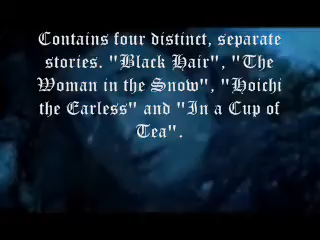 Contains four distinct, separate
stories. "Black Hair", "The
Woman in the Snow", "Hoichi
the Earless" and "In a Cup of
Tea".